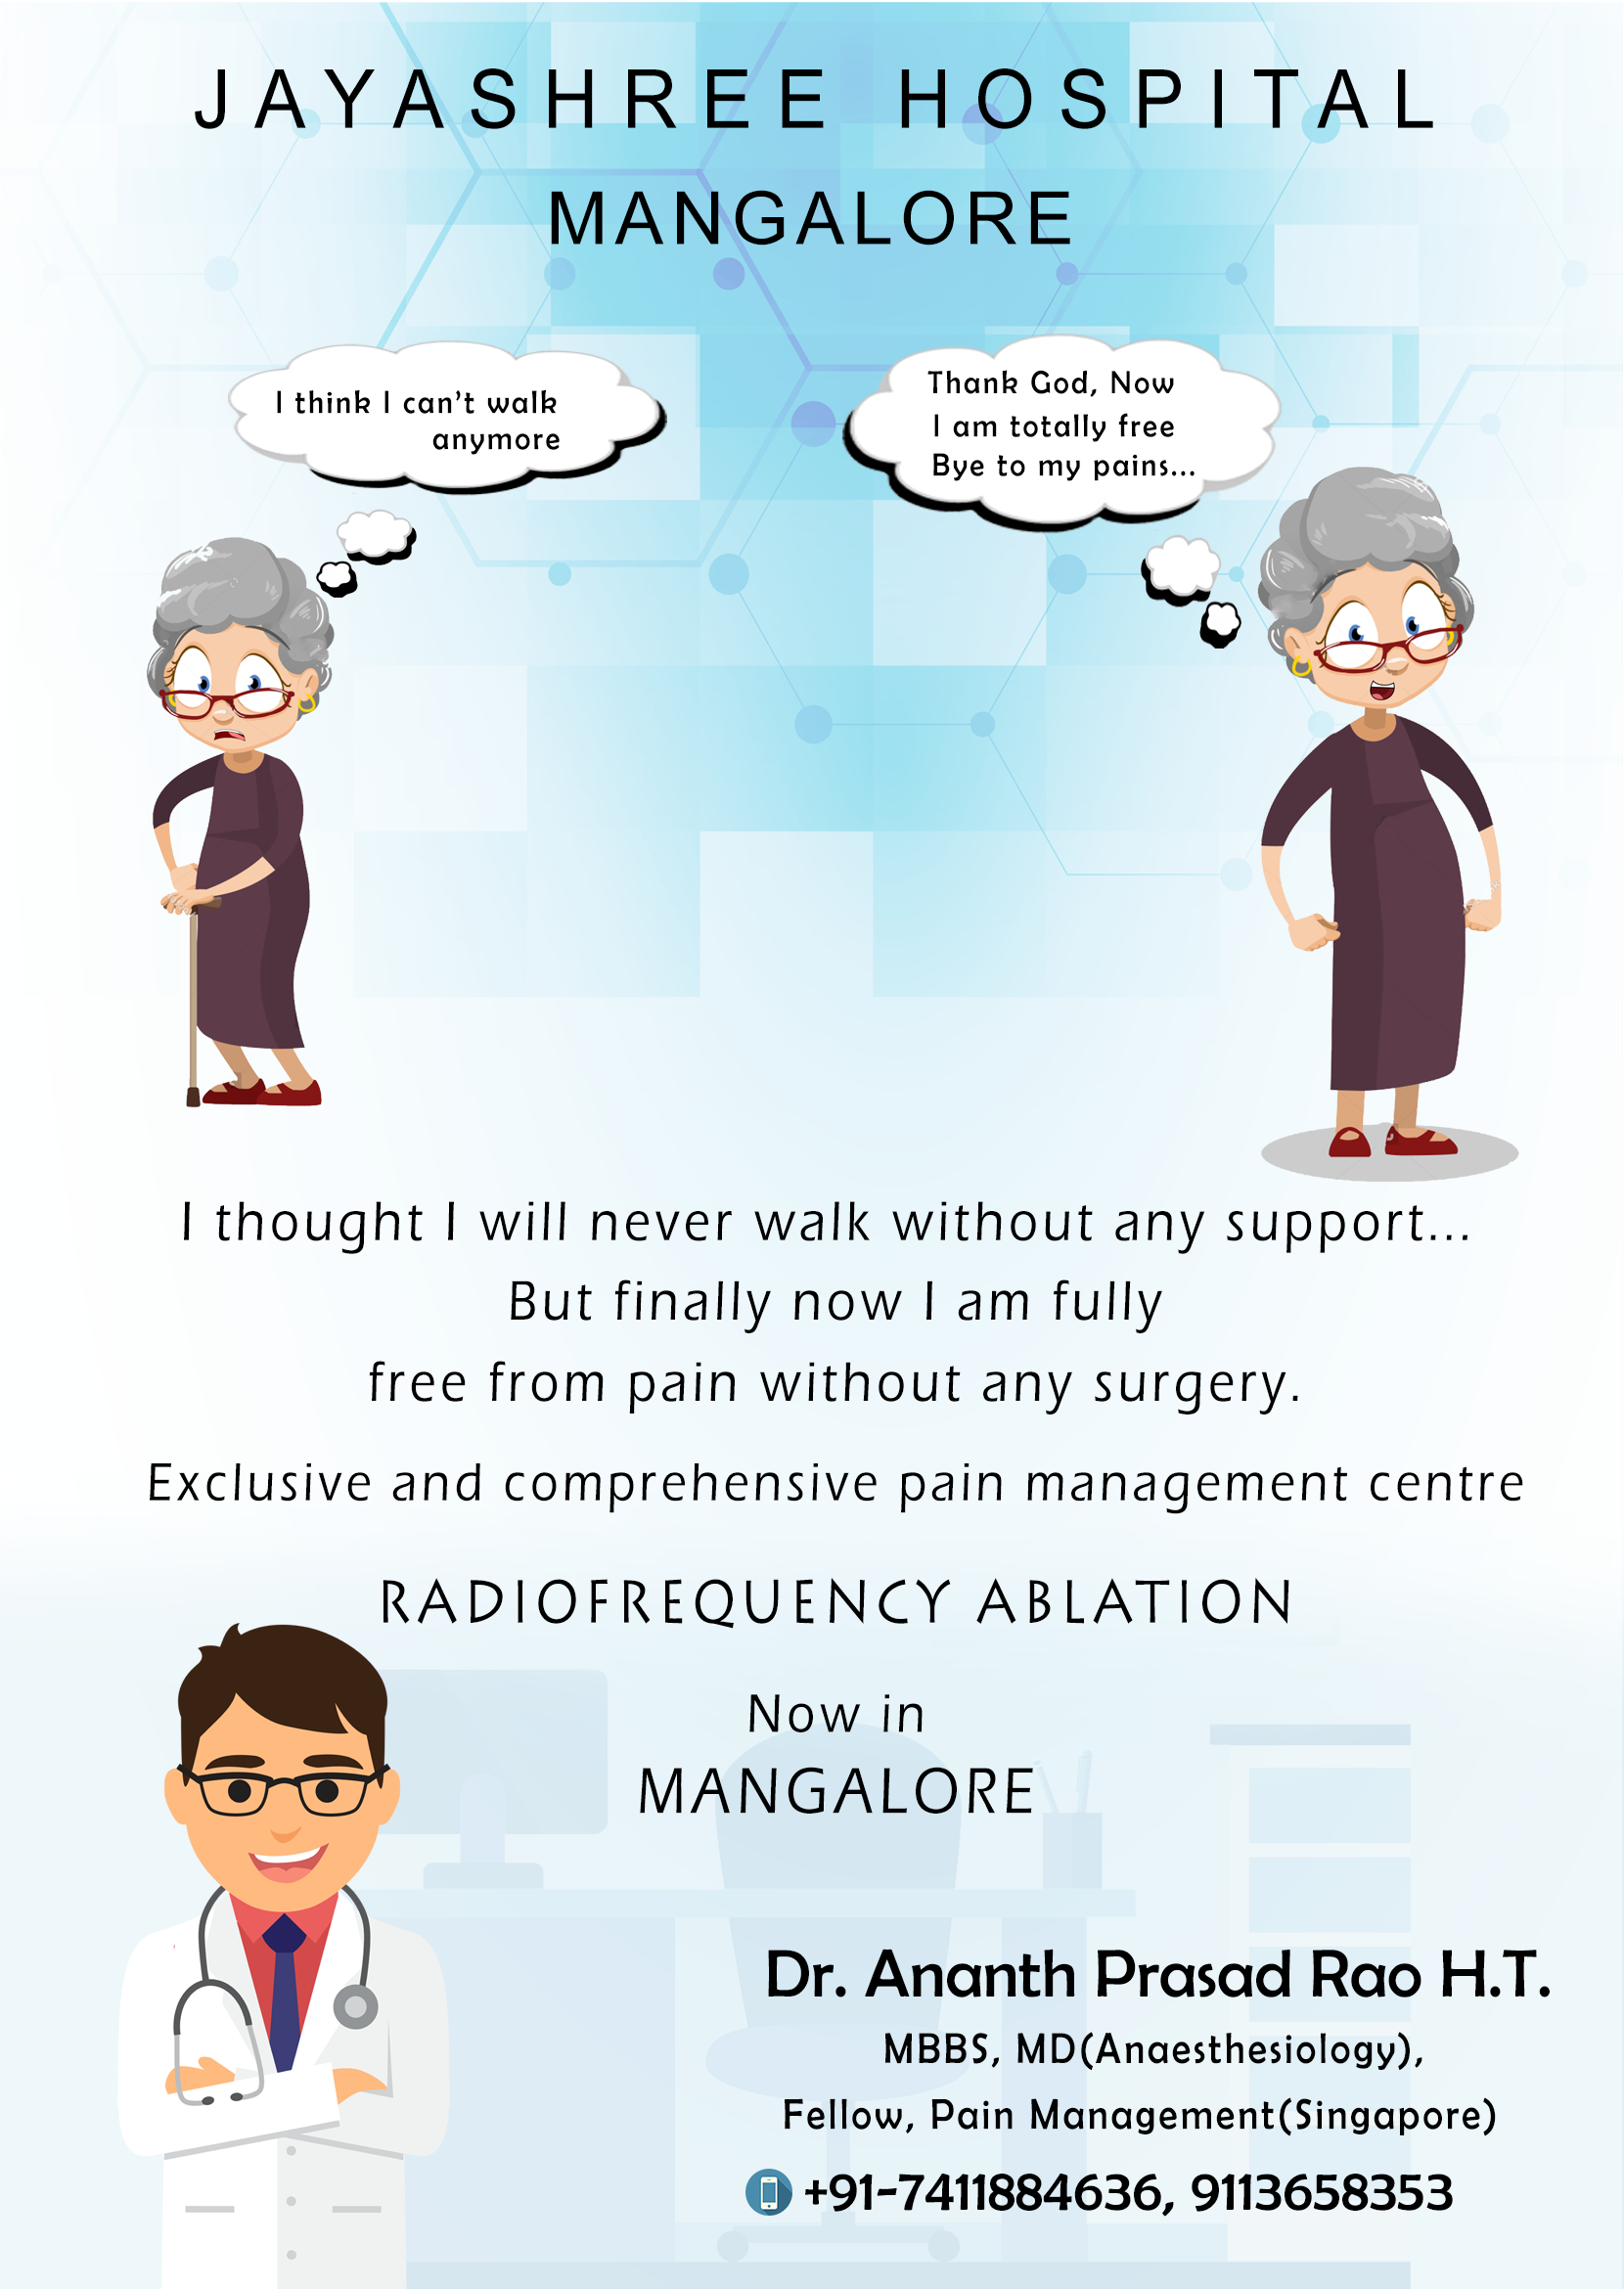 JAYASHREE HOSPITAL
MANGALORE
I think I can't walk
anymore
Thank God, Now
I am totally free
Bye to my pains...
I thought I will never walk without any support...
But finally now I am fully
free from pain without any surgery.
Exclusive and comprehensive pain management centre
RADIOFREQUENCY ABLATION
Now in
MANGALORE
Dr. Ananth Prasad Rao H.T.
MBBS, MD(Anaesthesiology),
Fellow, Pain Management(Singapore)
+91-7411884636, 9113658353